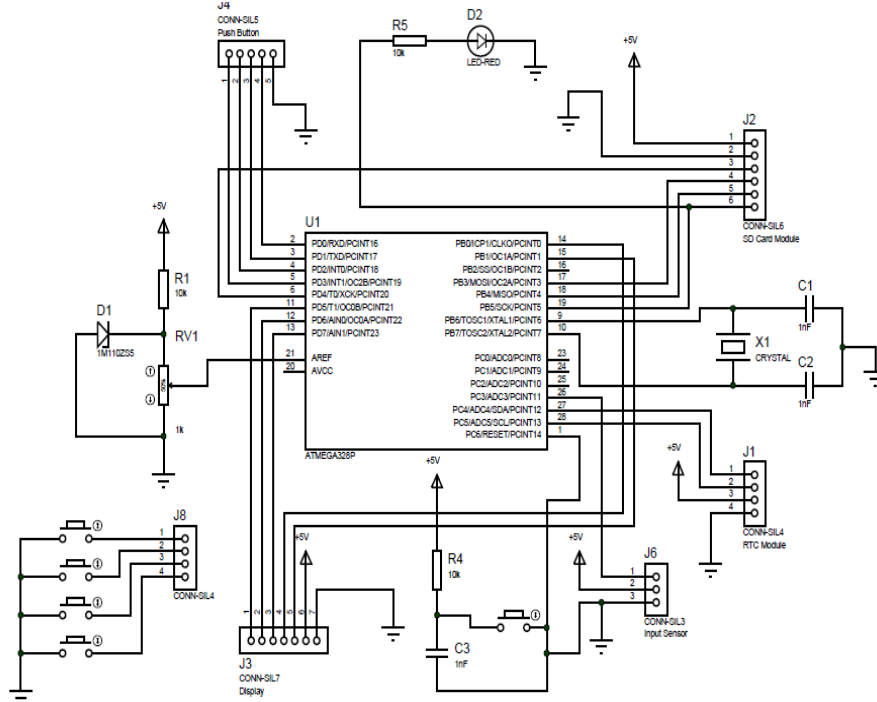 J4
CONN-SIL5
Push Button
1
2
3
4
5
R5
10k
D2
LED-RED
+5V
J2
1
2
3
4
5
6
CONN-SIL6
SD Card Module
U1
2 PD0/RXD/PCINT16
3 PD1/TXD/PCINT17
4 PD2/INT0/PCINT18
5 PD3/INT1/OC2B/PCINT19
6 PD4/T0/XCK/PCINT20
11 PD5/T1/OC0B/PCINT21
12 PD6/AIN0/OC0A/PCINT22
13 PD7/AIN1/PCINT23
21 AREF
20 AVCC
PB0/ICP1/CLKO/PCINT0 14
PB1/OC1A/PCINT1 15
PB2/SS/OC1B/PCINT2 16
PB3/MOSI/OC2A/PCINT3 17
PB4/MISO/PCINT4 18
PB5/SCK/PCINT5 19
PB6/TOSC1/XTAL1/PCINT6 9
PB7/TOSC2/XTAL2/PCINT7 10
PC0/ADC0/PCINT8 23
PC1/ADC1/PCINT9 24
PC2/ADC2/PCINT10 25
PC3/ADC3/PCINT11 26
PC4/ADC4/SDA/PCINT12 27
PC5/ADC5/SCL/PCINT13 28
PC6/RESET/PCINT14 1
ATMEGA328P
+5V
R1
10k
D1
1M110ZS5
RV1
50%
1k
C1
1nF
X1
CRYSTAL
C2
1nF
+5V
J1
1
2
3
4
CONN-SIL4
RTC Module
J8
1
2
3
4
CONN-SIL4
+5V
R4
10k
C3
1nF
+5V
J6
1
2
3
CONN-SIL3
Input Sensor
+5V
1
2
3
4
5
6
7
J3
CONN-SIL7
Display